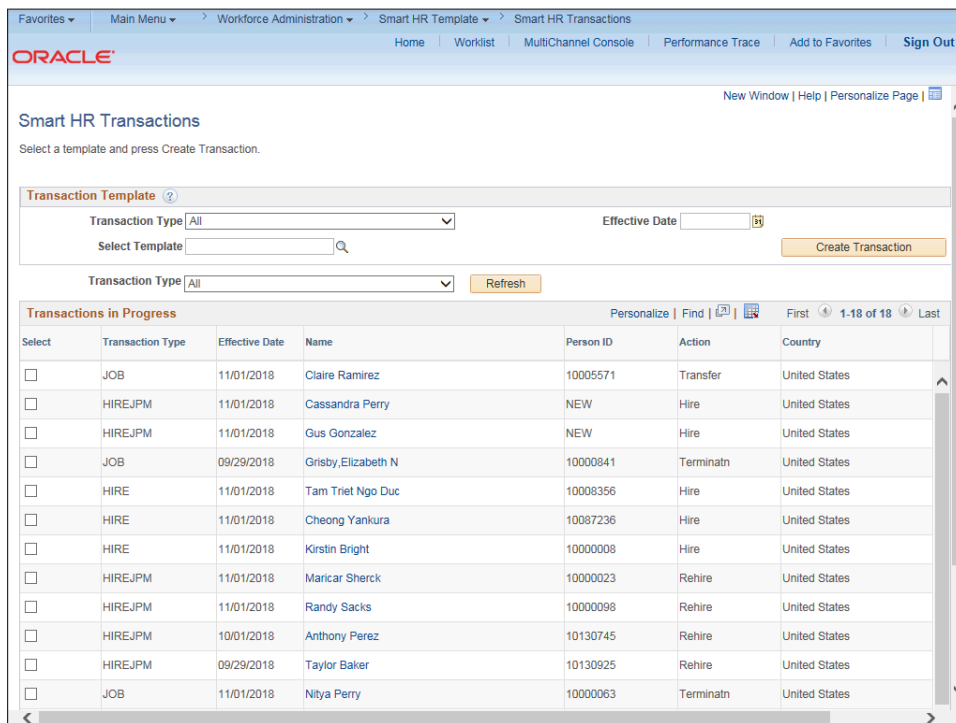 Favorites Main Menu > Workforce Administration > Smart HR Template > Smart HR Transactions
Home Worklist MultiChannel Console Performance Trace Add to Favorites Sign Out
ORACLE
New Window | Help | Personalize Page |
Smart HR Transactions
Select a template and press Create Transaction.
Transaction Template ?
Transaction Type All Effective Date 31
Select Template Create Transaction
Transaction Type All Refresh
Transactions in Progress Personalize | Find | | First 1-18 of 18 Last
Select Transaction Type Effective Date Name Person ID Action Country
JOB 11/01/2018 Claire Ramirez 10005571 Transfer United States
HIREJPM 11/01/2018 Cassandra Perry NEW Hire United States
HIREJPM 11/01/2018 Gus Gonzalez NEW Hire United States
JOB 09/29/2018 Grisby,Elizabeth N 10000841 Terminatn United States
HIRE 11/01/2018 Tam Triet Ngo Duc 10008356 Hire United States
HIRE 11/01/2018 Cheong Yankura 10087236 Hire United States
HIRE 11/01/2018 Kirstin Bright 10000008 Hire United States
HIREJPM 11/01/2018 Maricar Sherck 10000023 Rehire United States
HIREJPM 11/01/2018 Randy Sacks 10000098 Rehire United States
HIREJPM 10/01/2018 Anthony Perez 10130745 Rehire United States
HIREJPM 09/29/2018 Taylor Baker 10130925 Rehire United States
JOB 11/01/2018 Nitya Perry 10000063 Terminatn United States